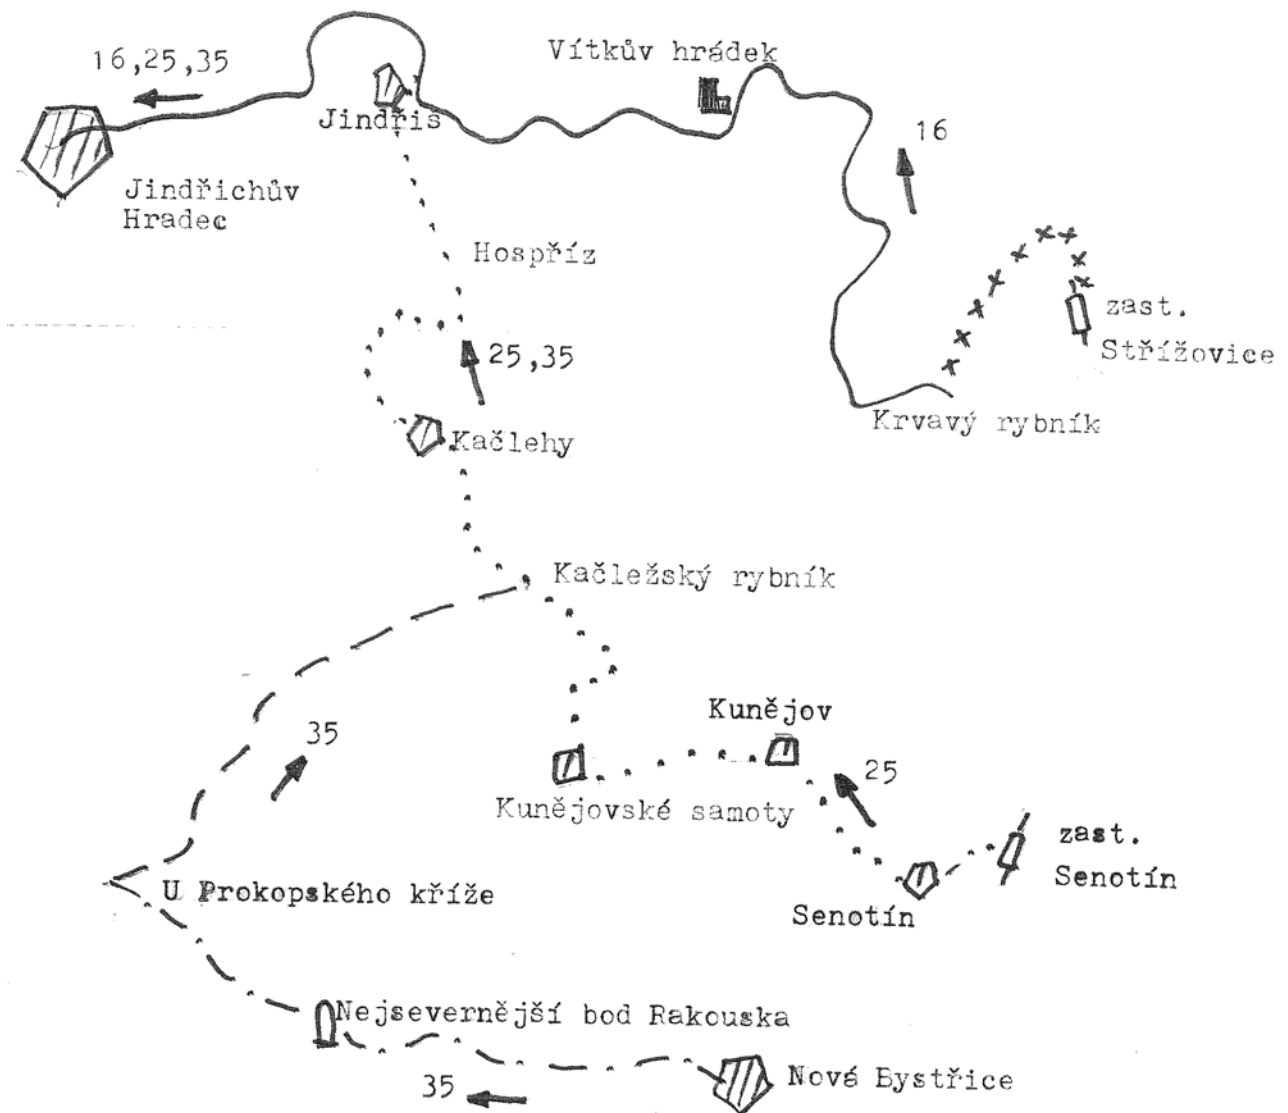 16,25,35
Vítkův hrádek
Jindřiš
16
Jindřichův
Hradec
Hospříz
zast.
Střížovice
25,35
Krvavý rybník
Kačlehy
Kačležský rybník
Kunějov
35
25
Kunějovské samoty
zast.
Senotín
U Prokopského kříže
Senotín
Nejsevernější bod Rakouska
Nová Bystřice
35